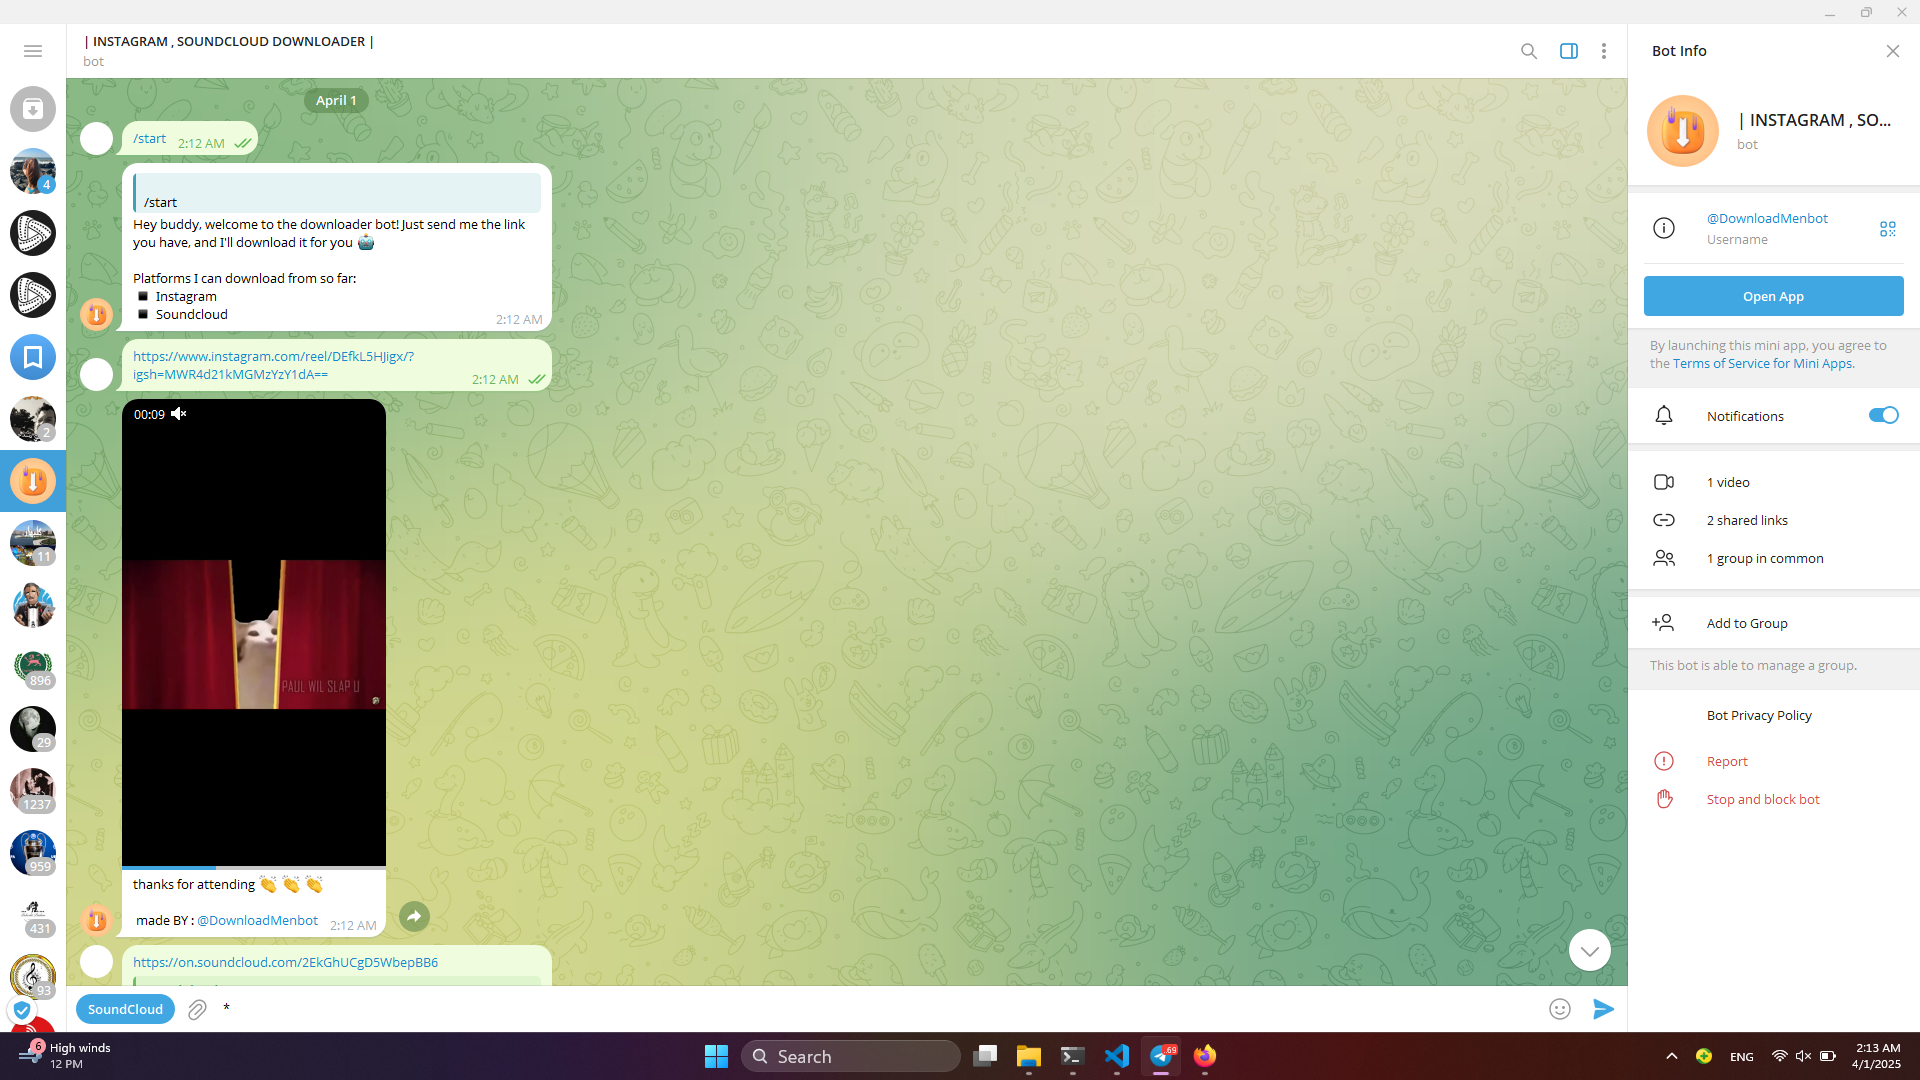 | INSTAGRAM , SOUNDCLOUD DOWNLOADER |
bot
April 1
/start 2:12 AM
/start
Hey buddy, welcome to the downloader bot! Just send me the link
you have, and I'll download it for you
Platforms I can download from so far:
Instagram
Soundcloud
2:12 AM
https://www.instagram.com/reel/DEfkL5HJigx/?
igsh=MWR4d21kMGMzYzY1dA==
2:12 AM
00:09
PAUL WIL SLAP U
thanks for attending 👏 👏 👏
made BY : @DownloadMenbot 2:12 AM
https://on.soundcloud.com/2EkGhUCgD5WbepBB6
SoundCloud
*
4
2
11
896
29
1237
959
431
93
Bot Info
| INSTAGRAM , SO...
bot
@DownloadMenbot
Username
Open App
By launching this mini app, you agree to
the Terms of Service for Mini Apps.
Notifications
1 video
2 shared links
1 group in common
Add to Group
This bot is able to manage a group.
Bot Privacy Policy
Report
Stop and block bot
6
High winds
12 PM
Search
.69
ENG
2:13 AM
4/1/2025